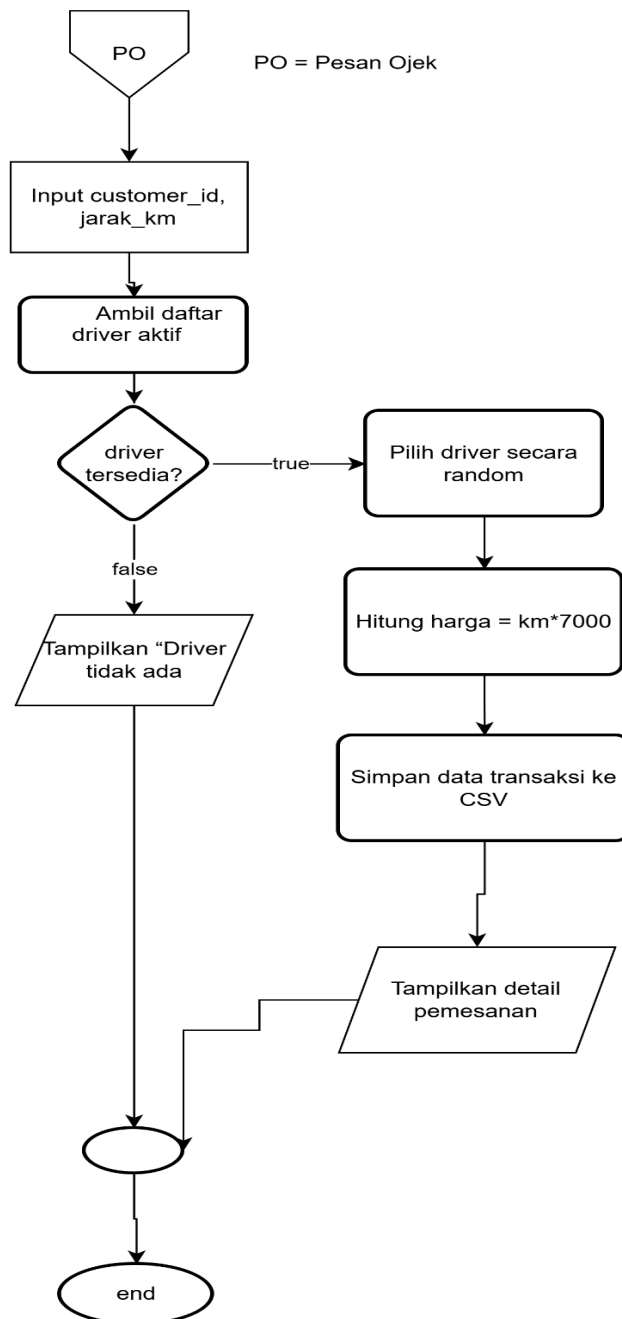 PO
PO = Pesan Ojek
Input customer_id,
jarak_km
Ambil daftar
driver aktif
driver
tersedia?
true
Pilih driver secara
random
false
Hitung harga = km*7000
Tampilkan “Driver
tidak ada
Simpan data transaksi ke
CSV
Tampilkan detail
pemesanan
end